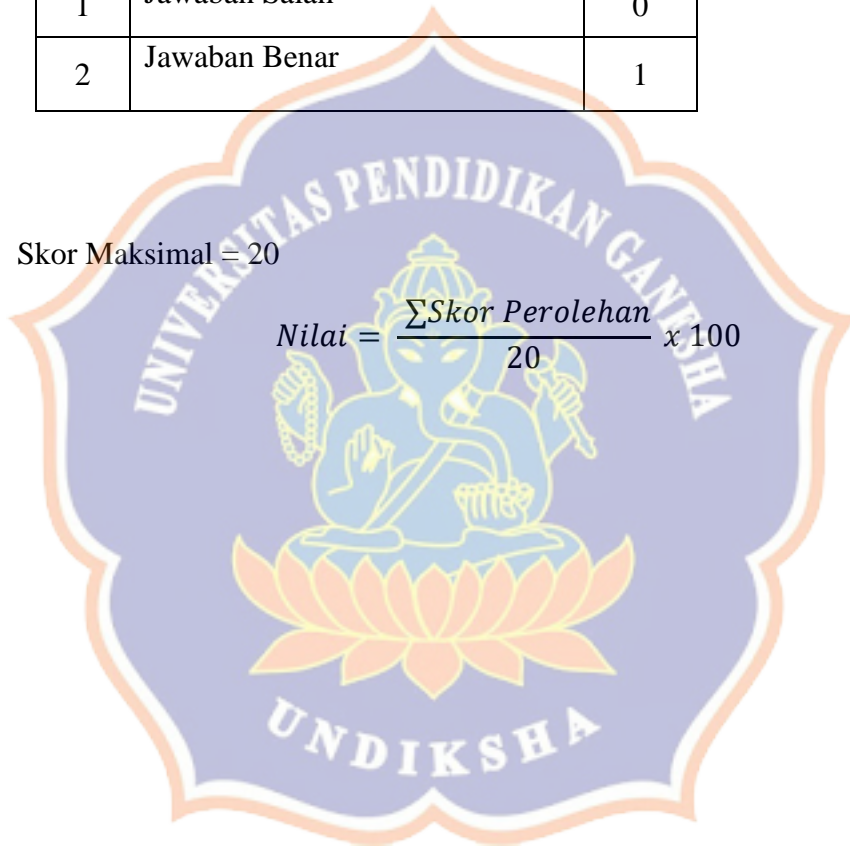 1 Jawaban Salah 0
2 Jawaban Benar 1
UNIVERSITAS PENDIDIKAN GANESHA
Skor Maksimal = 20
Nilai = ∑Skor Perolehan / 20 x 100
UNDIKSHA